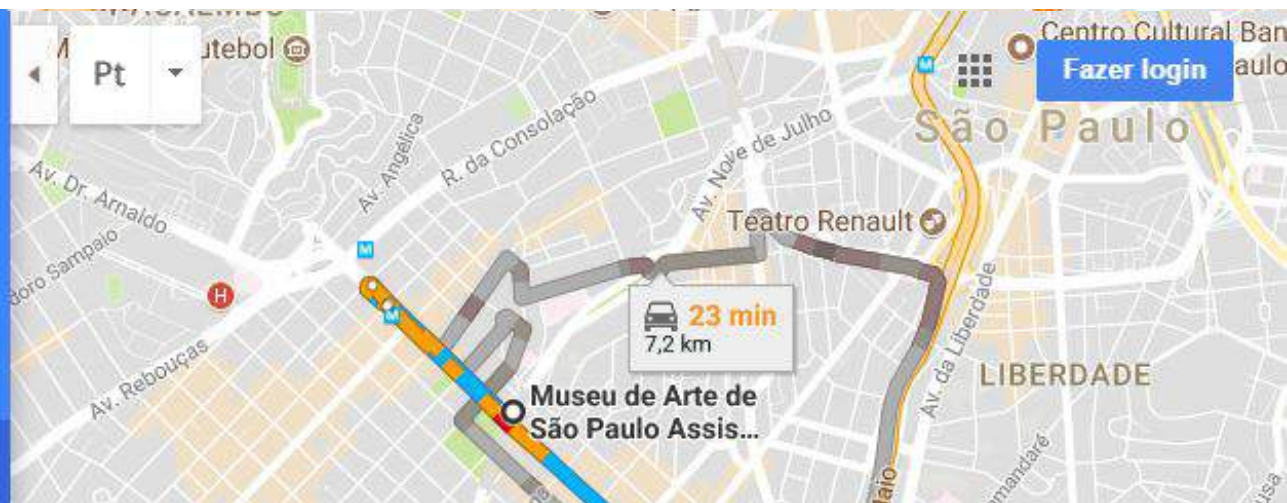 utebol
Pt
Centro Cultural Ban
Fazer login
aulo
São Paulo
R. da Consolação
Av. Angélica
Av. Nove de Julho
Av. Dr. Arnaldo
Teatro Renault
doro Sampaio
M
M
M
H
23 min
7,2 km
Av. Rebouças
Av. da Liberdade
LIBERDADE
Museu de Arte de
São Paulo Assis...